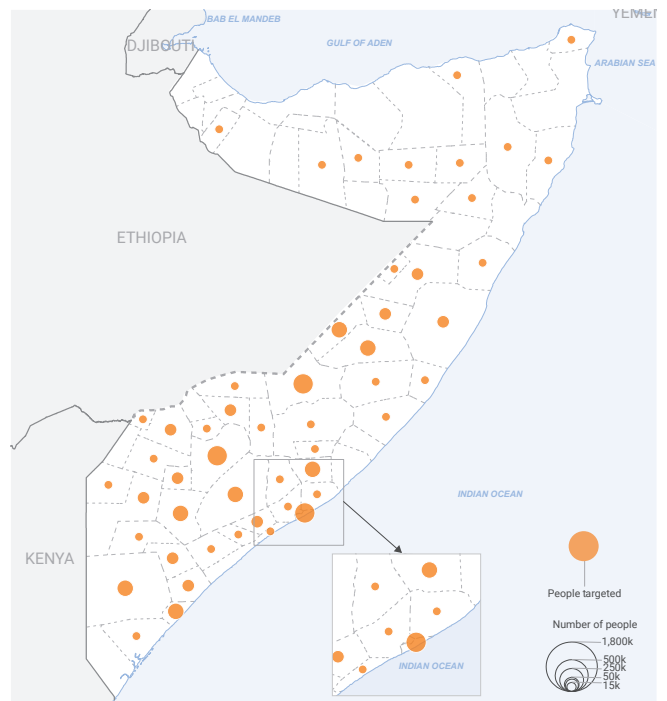 BAB EL MANDEB
YEMEN
DJIBOUTI
GULF OF ADEN
ARABIAN SEA
ETHIOPIA
INDIAN OCEAN
KENYA
People targeted
Number of people
1,800k
500k
250k
50k
15k
INDIAN OCEAN